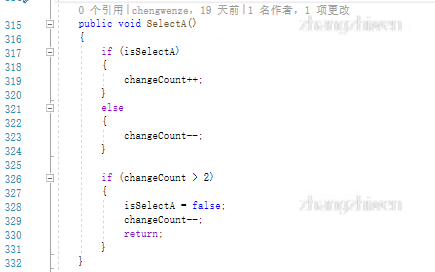 0 个引用|chengwenze，19 天前|1 名作者，1 项更改
315 public void SelectA()
316 {
317 if (isSelectA)
318 {
319 changeCount++;
320 }
321 else
322 {
323 changeCount--;
324 }
325
326 if (changeCount > 2)
327 {
328 isSelectA = false;
329 changeCount--;
330 return;
331 }
332 }
zhangzhiwen
zhangzhiwen